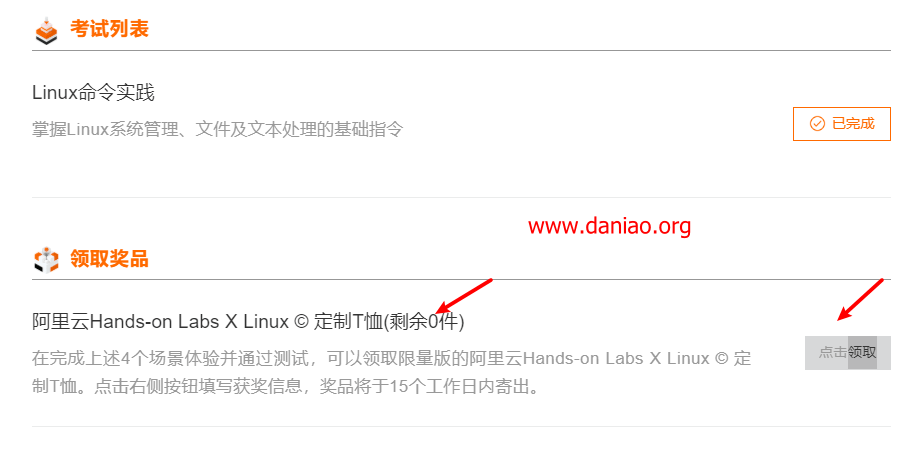 考试列表
Linux命令实践
掌握Linux系统管理、文件及文本处理的基础指令
已完成
www.daniao.org
领取奖品
阿里云Hands-on Labs X Linux © 定制T恤(剩余0件)
在完成上述4个场景体验并通过测试，可以领取限量版的阿里云Hands-on Labs X Linux © 定
制T恤。点击右侧按钮填写获奖信息，奖品将于15个工作日内寄出。
点击领取